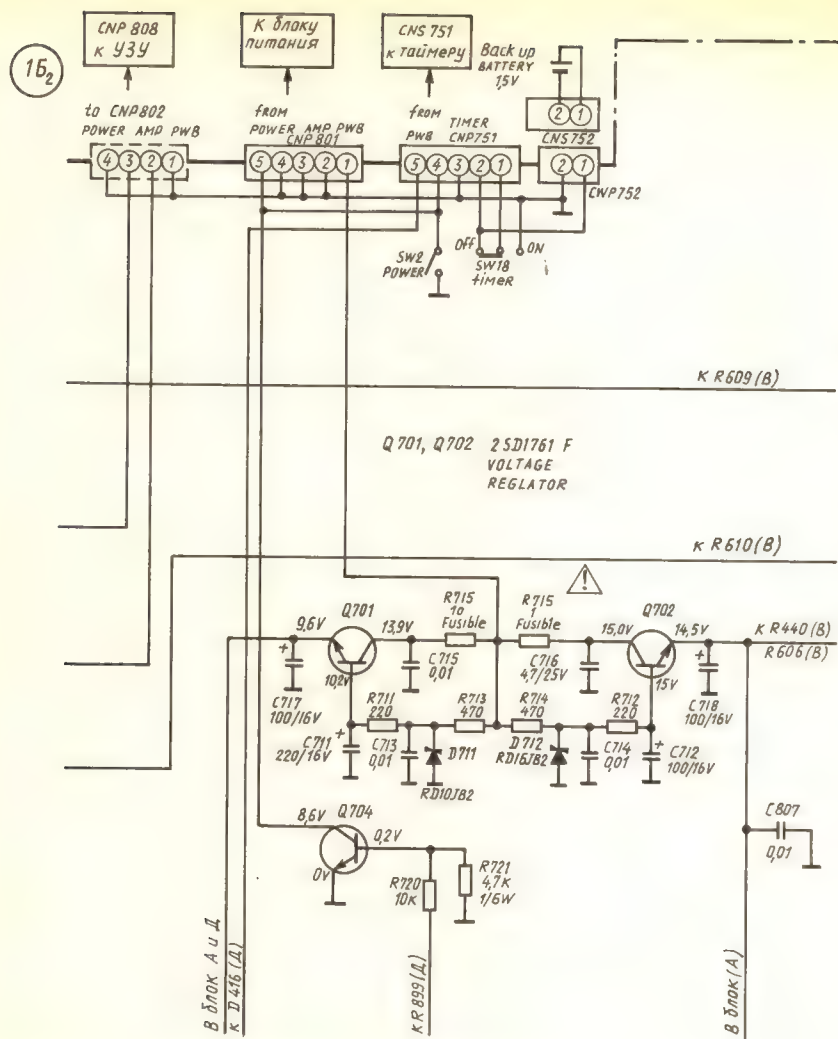 1Б₂
CNP 808
к УЗУ
К блоку
питания
CNS 751
к таймеру
Back up
BATTERY
1,5V
2 1
CNS752
to CNP802
POWER AMP PWB
4 3 2 1
from
POWER AMP PWB
CNP 801
5 4 3 2 1
from TIMER
PWB CNP751
5 4 3 2 1
2 1
CWP752
SW2
POWER
OFF
ON
SW18
timer
К R609(В)
Q701, Q702 2SD1761 F
VOLTAGE
REGLATOR
К R610(В)
9,6V
Q701
13,9V
10,2V
R715
10
Fusible
R715
1
Fusible
15,0V
Q702
14,5V
15V
К R440(В)
R606(В)
+
C717
100/16V
C715
0,01
C716
4,7/25V
+
C718
100/16V
R711
220
R713
470
R714
470
R712
220
+
C711
220/16V
C713
0,01
D711
RD10JB2
D712
RD16JB2
C714
0,01
+
C712
100/16V
8,6V
Q704
0,2V
0V
R720
10К
R721
4,7К
1/6W
C807
0,01
В блок А и Д
К D416(Д)
КR899(Д)
В блок(А)
!